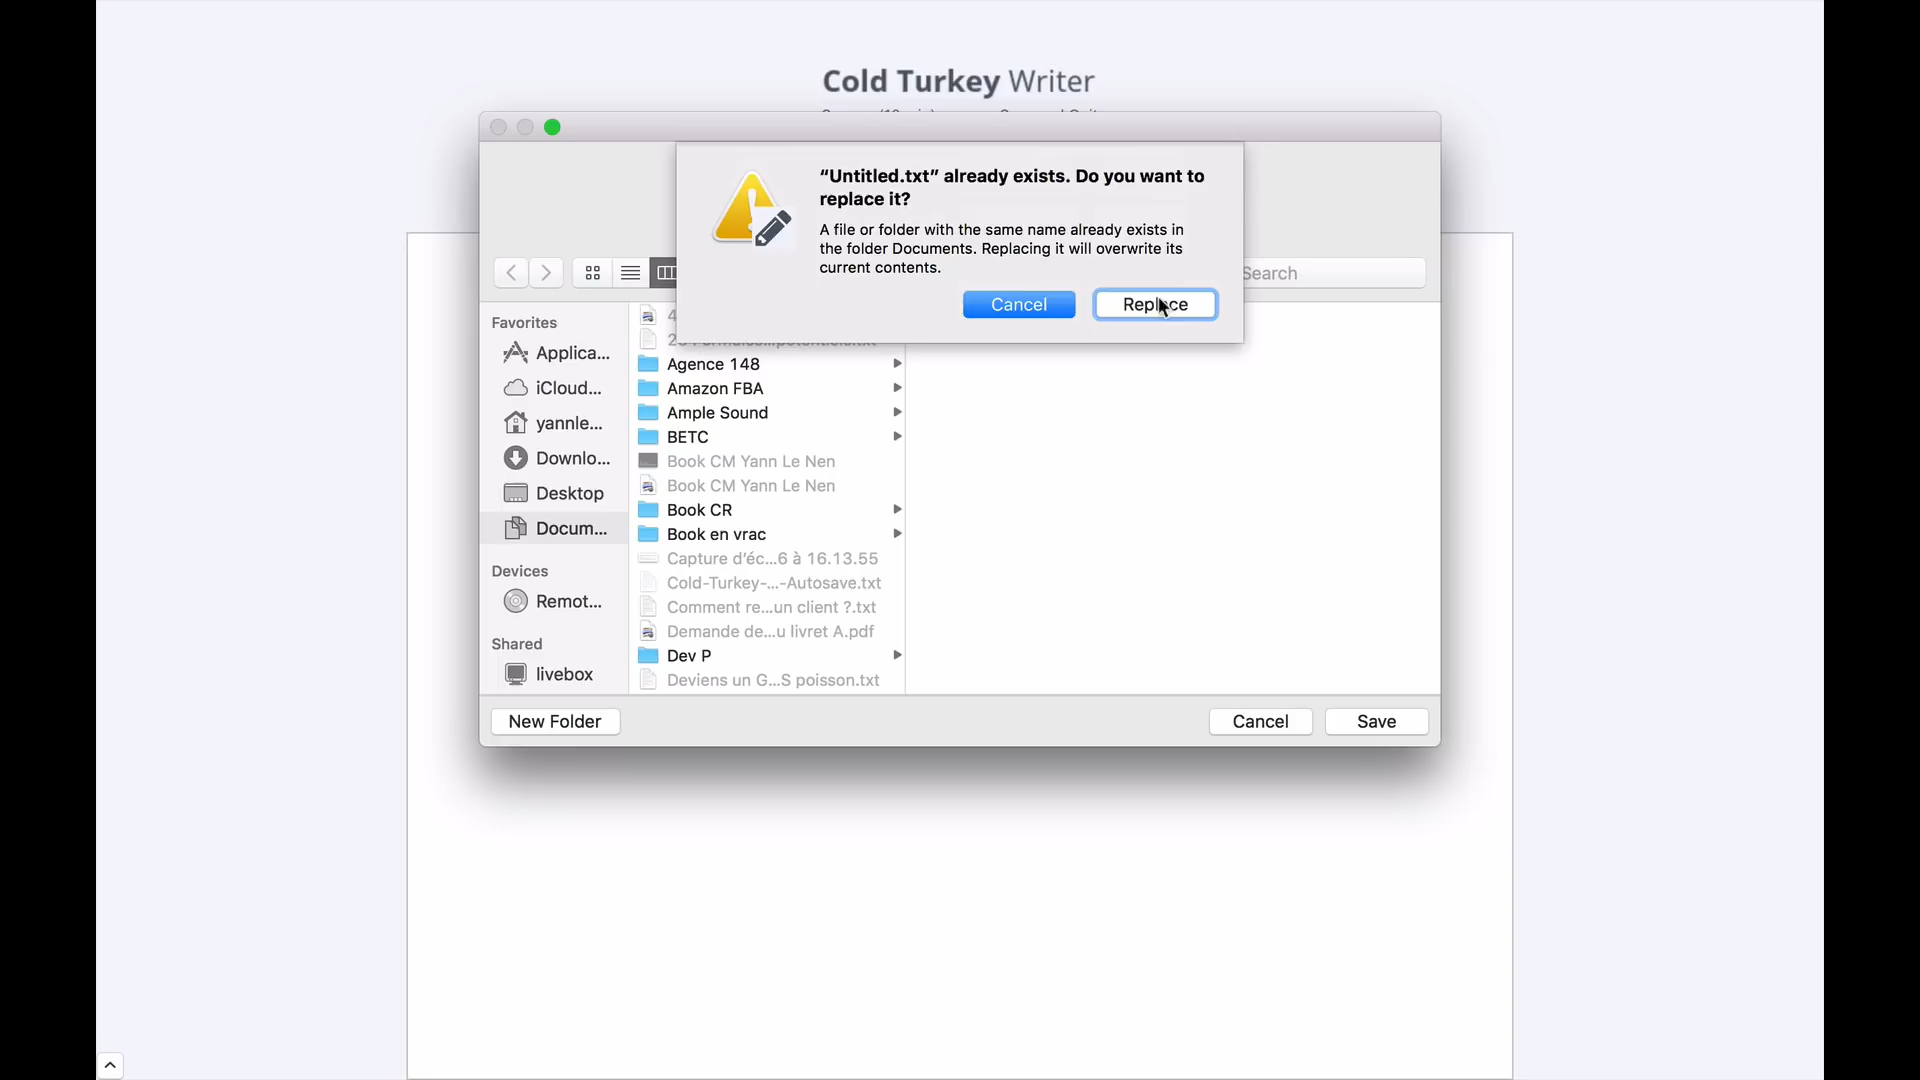 Cold Turkey Writer
“Untitled.txt” already exists. Do you want to
replace it?
A file or folder with the same name already exists in
the folder Documents. Replacing it will overwrite its
current contents.
Cancel
Replace
Search
Favorites
Applica...
iCloud...
yannle...
Downlo...
Desktop
Docum...
Devices
Remot...
Shared
livebox
Agence 148
Amazon FBA
Ample Sound
BETC
Book CM Yann Le Nen
Book CM Yann Le Nen
Book CR
Book en vrac
Capture d’éc...6 à 16.13.55
Cold-Turkey-...-Autosave.txt
Comment re...un client ?.txt
Demande de...u livret A.pdf
Dev P
Deviens un G...S poisson.txt
New Folder
Cancel
Save